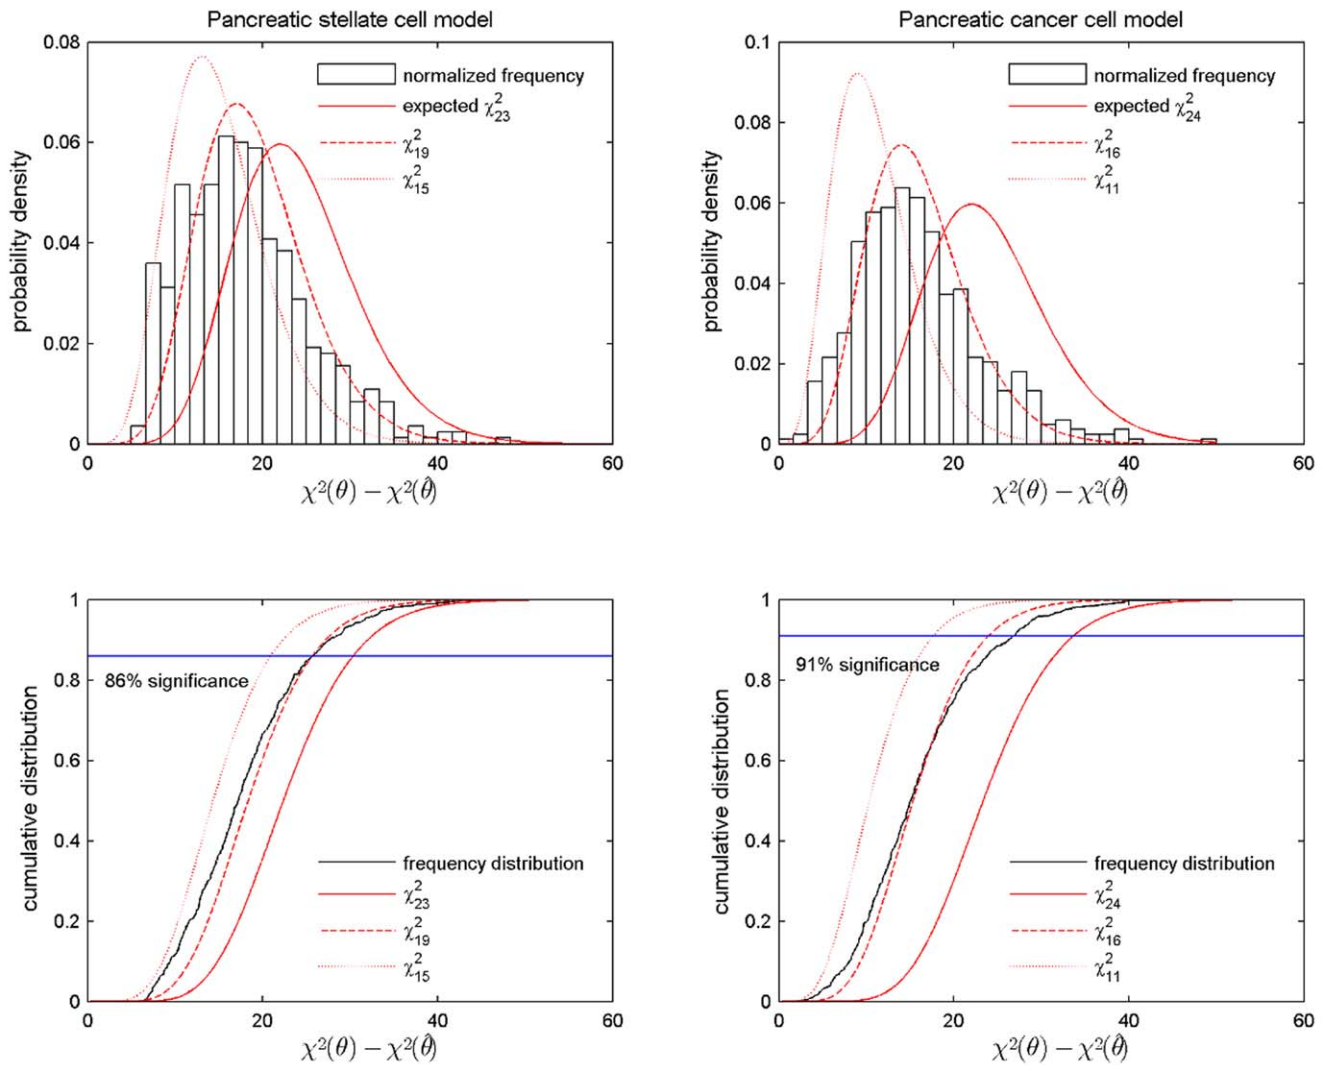 Pancreatic stellate cell model
0.08
0.06
0.04
0.02
0
0 20 40 60
probability density
χ²(θ) − χ²(θ̂)
normalized frequency
expected χ²₂₃
χ²₁₉
χ²₁₅
Pancreatic cancer cell model
0.1
0.08
0.06
0.04
0.02
0
0 20 40 60
probability density
χ²(θ) − χ²(θ̂)
normalized frequency
expected χ²₂₄
χ²₁₆
χ²₁₁
1
0.8
0.6
0.4
0.2
0
0 20 40 60
cumulative distribution
χ²(θ) − χ²(θ̂)
86% significance
frequency distribution
χ²₂₃
χ²₁₉
χ²₁₅
1
0.8
0.6
0.4
0.2
0
0 20 40 60
cumulative distribution
χ²(θ) − χ²(θ̂)
91% significance
frequency distribution
χ²₂₄
χ²₁₆
χ²₁₁